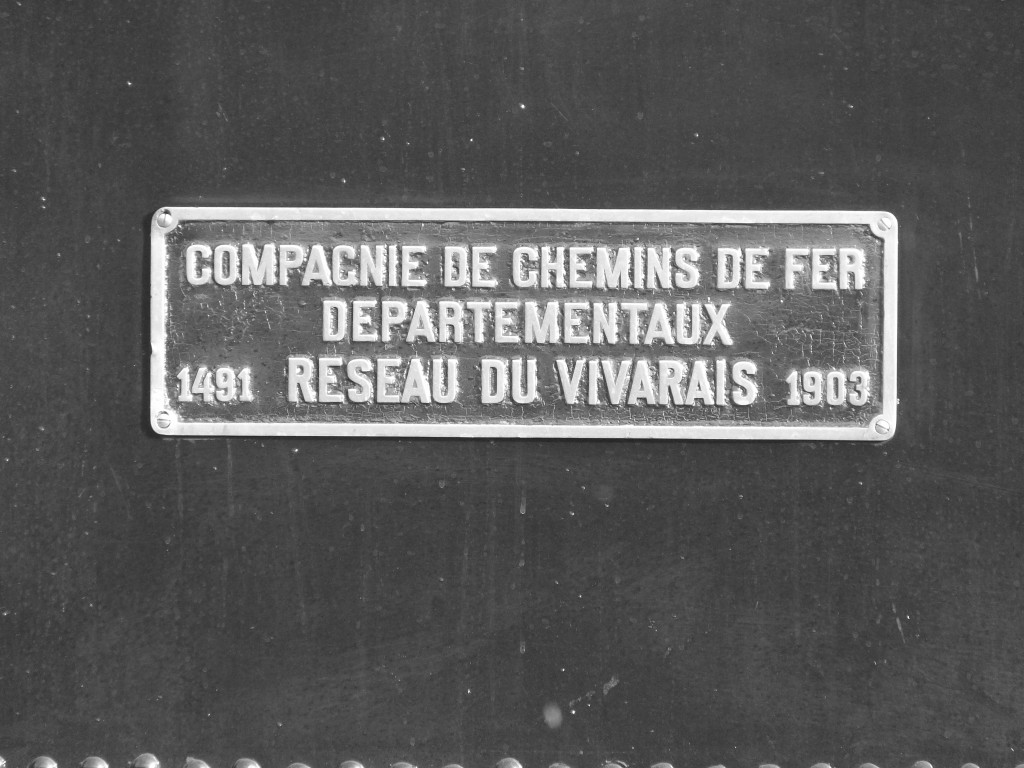 COMPAGNIE DE CHEMINS DE FER
DEPARTEMENTAUX
1491 RESEAU DU VIVARAIS 1903